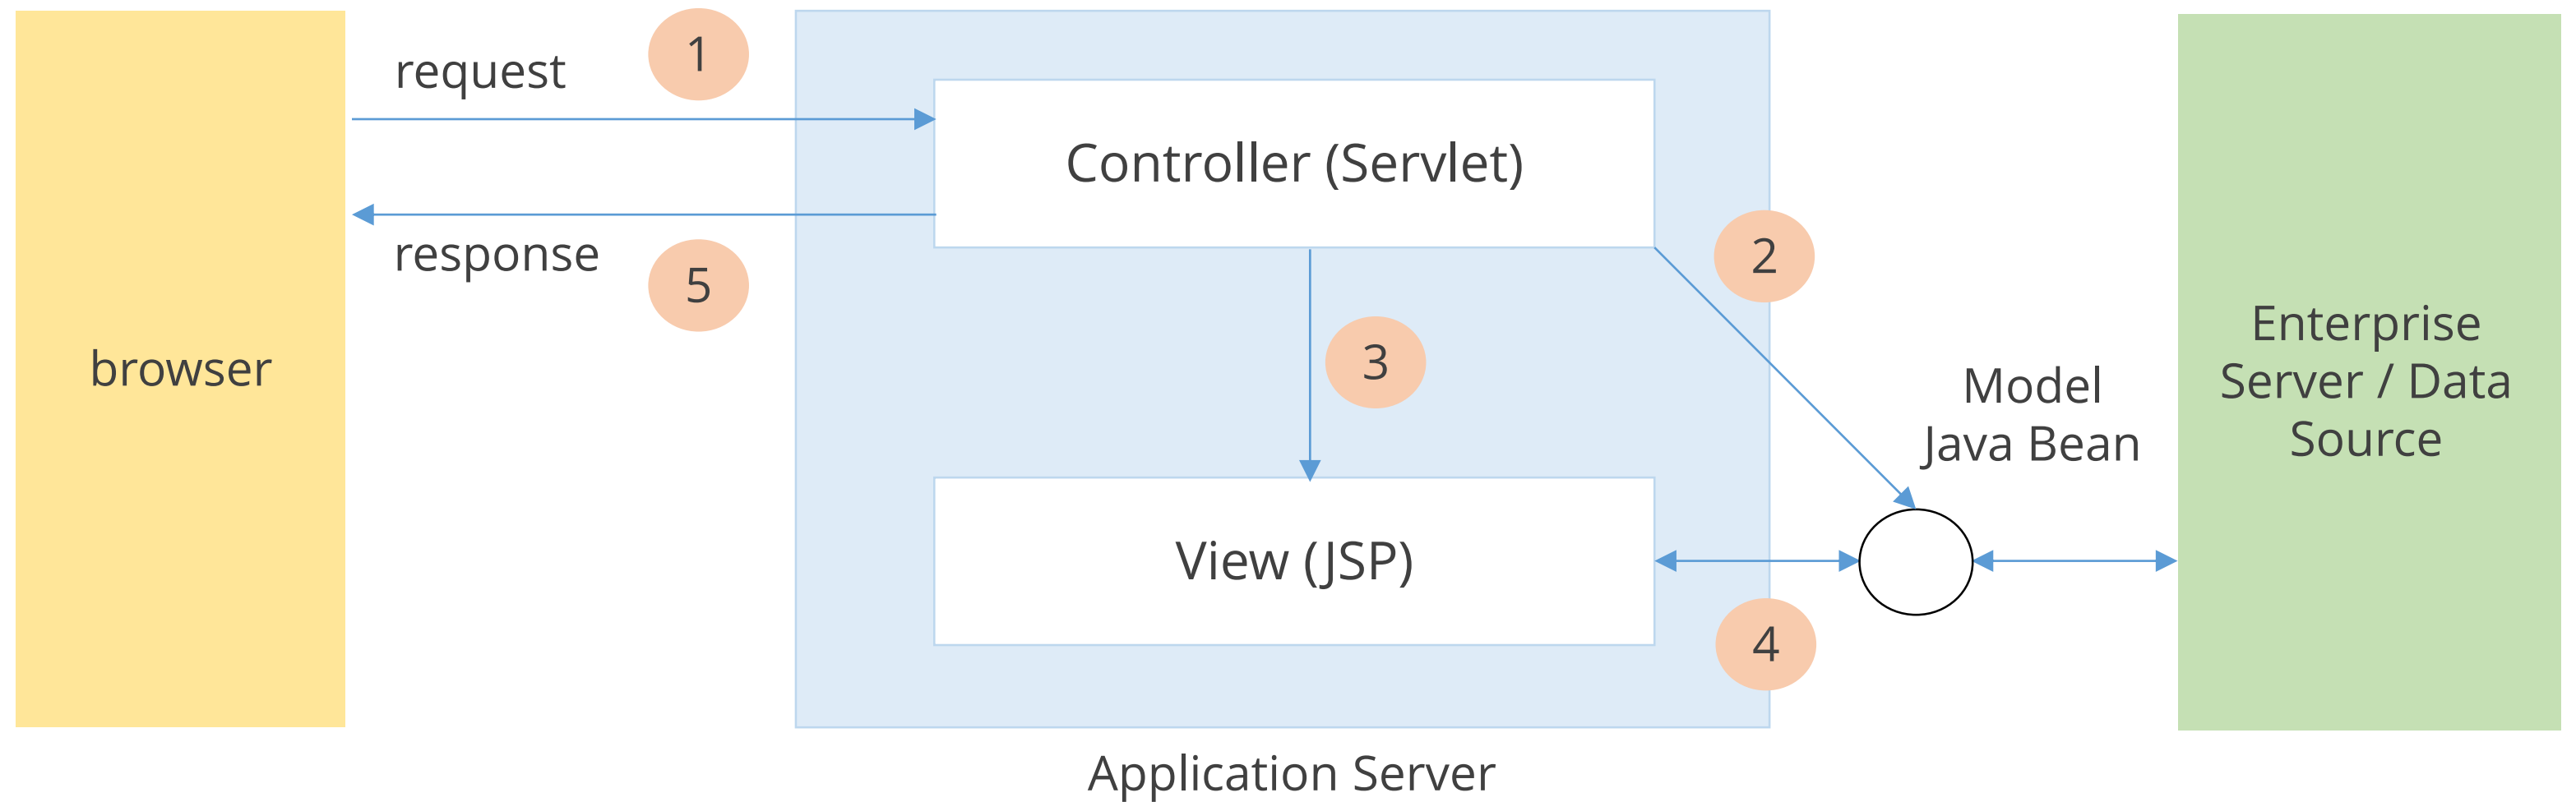 request
1
Controller (Servlet)
response
5
2
3
browser
Model
Java Bean
Enterprise
Server / Data
Source
View (JSP)
4
Application Server